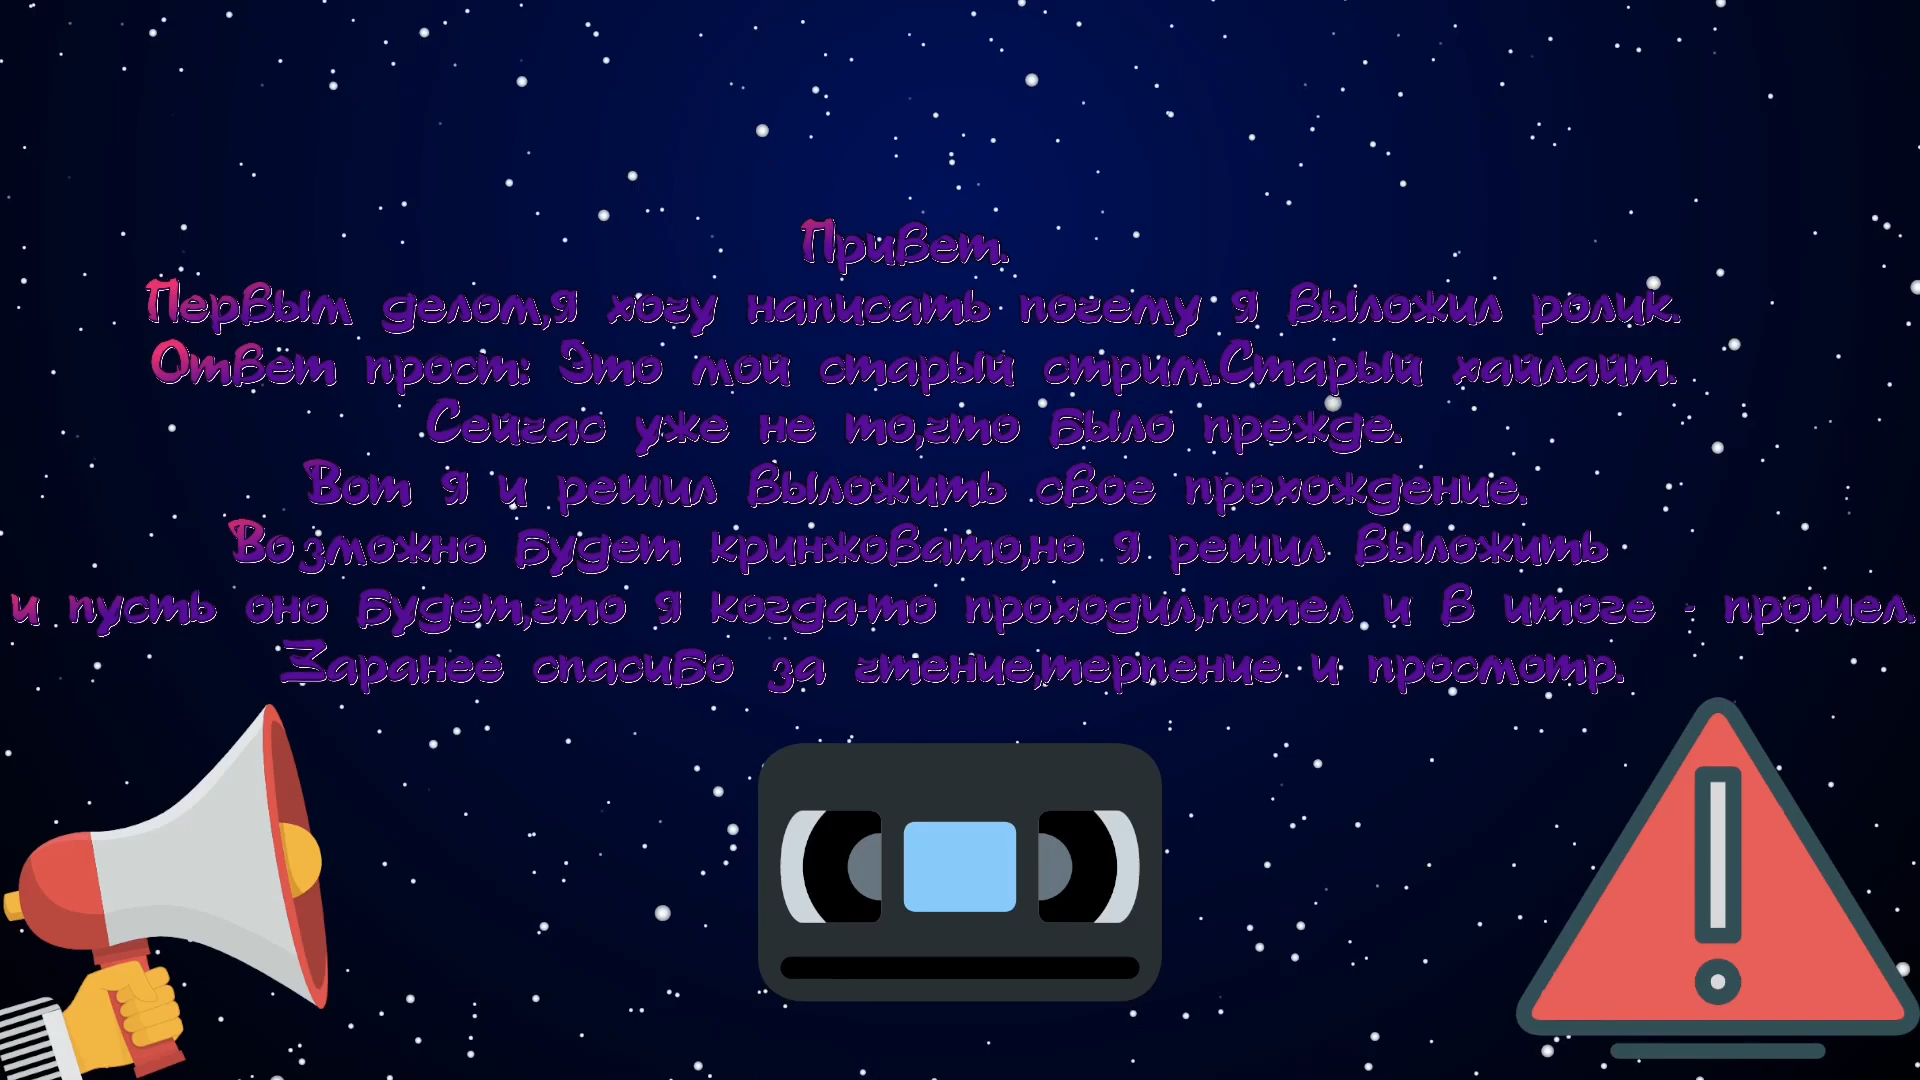 Привет.
Первым делом,я хочу написать почему я выложил ролик.
Ответ прост: Это мой старый стрим.Старый хайлайт.
Сейчас уже не то,что было прежде.
Вот я и решил выложить свое прохождение.
Возможно будет кринжовато,но я решил выложить
и пусть оно будет,что я когда-то проходил,потел и в итоге - прошел.
Заранее спасибо за чтение,терпение и просмотр.